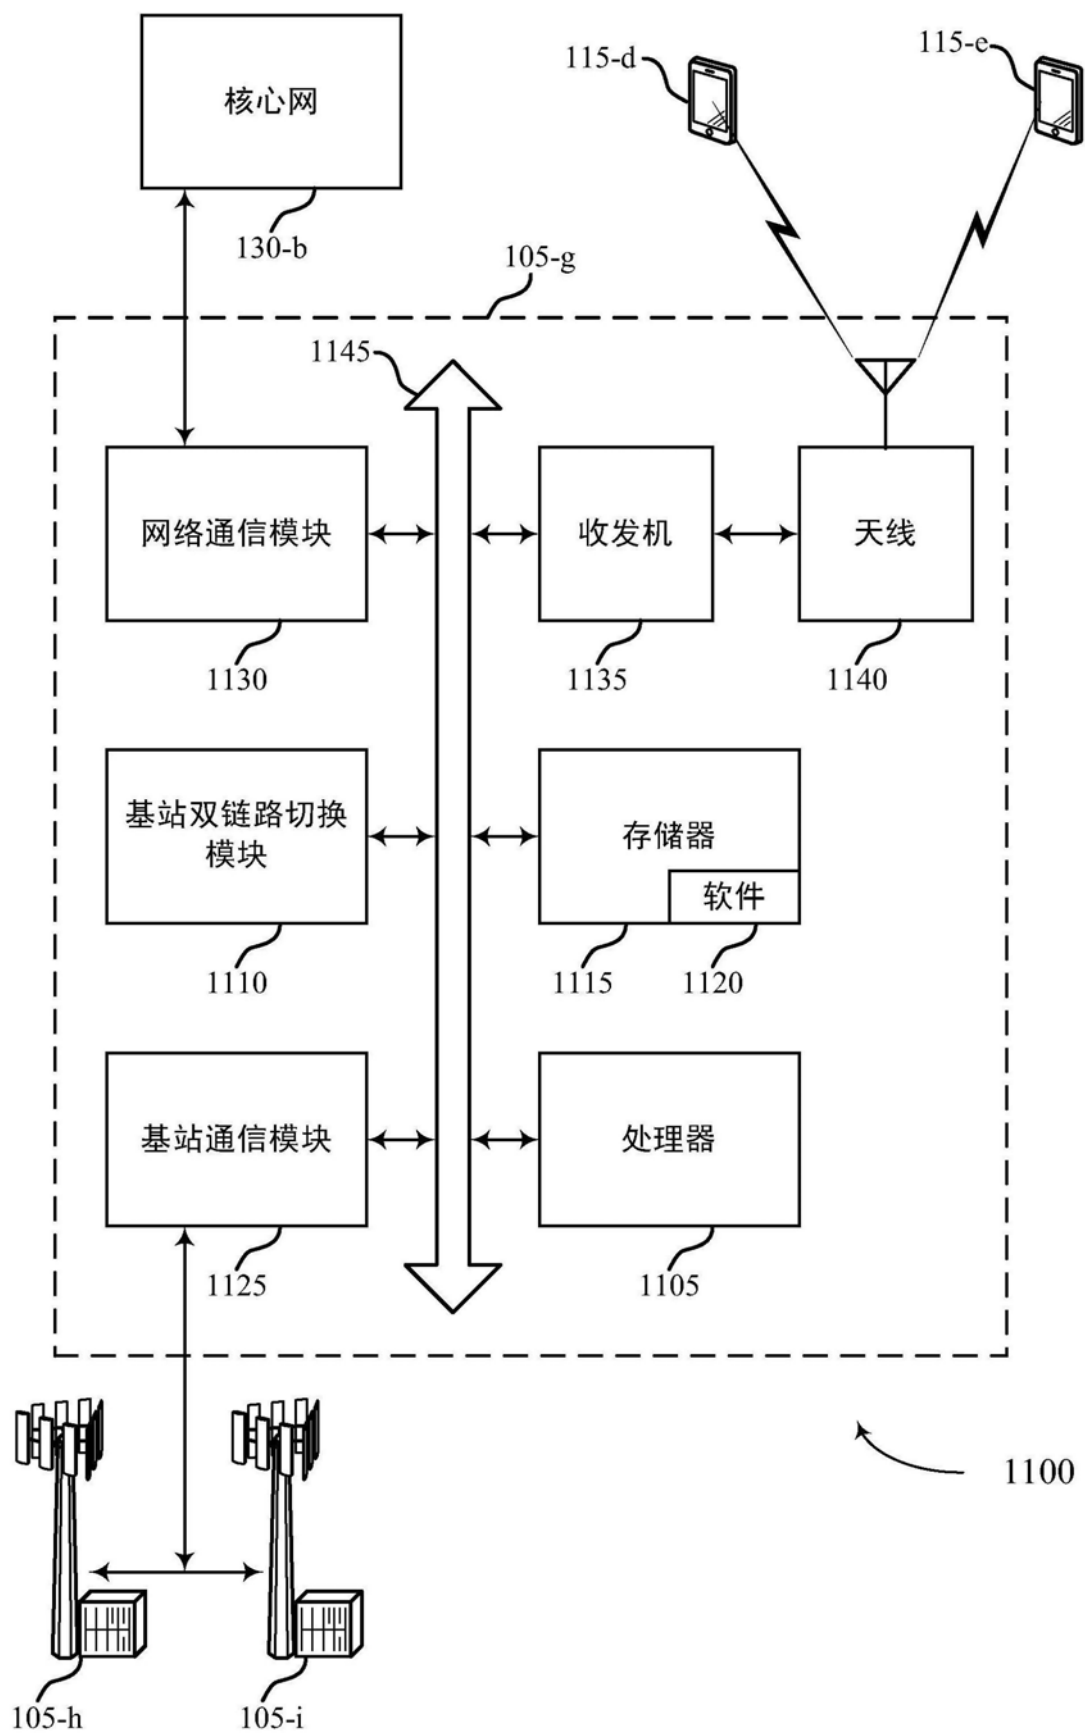 核心网
115-d
115-e
130-b
105-g
1145
网络通信模块
收发机
天线
1130
1135
1140
基站双链路切换
模块
存储器
软件
1110
1115
1120
基站通信模块
处理器
1125
1105
1100
105-h
105-i